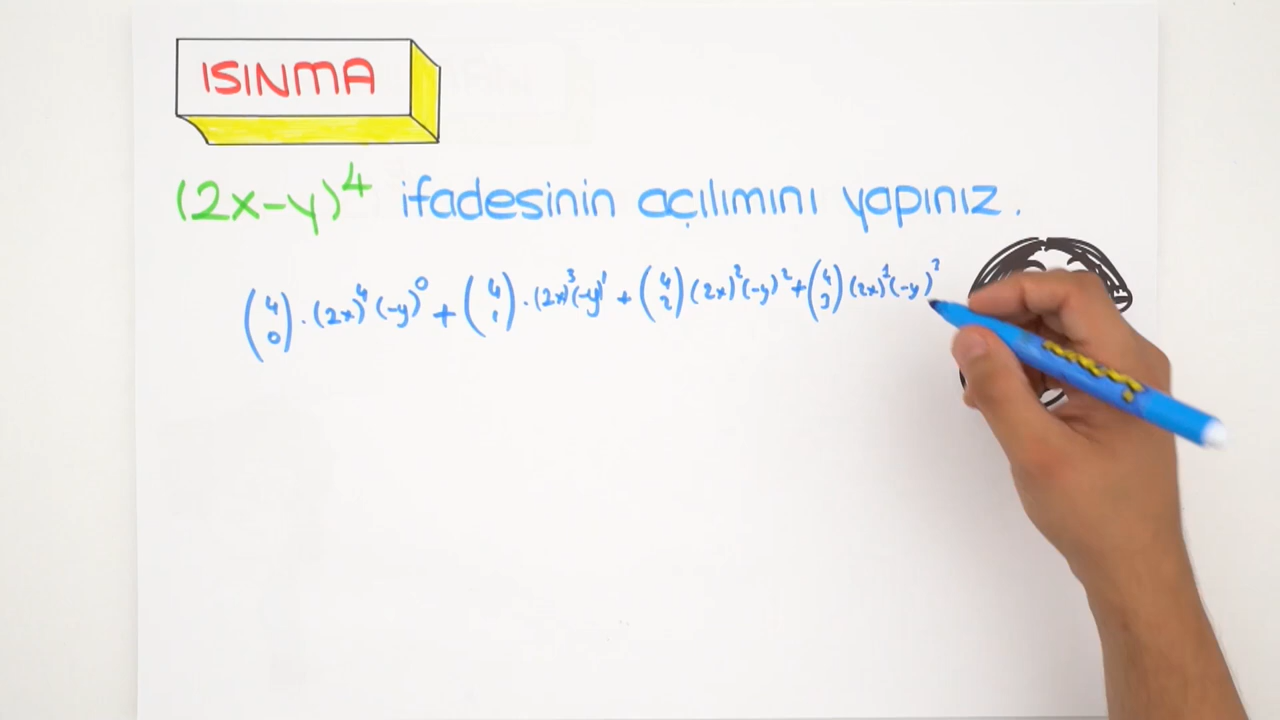 ISINMA
(2x-y)⁴ ifadesinin açılımını yapınız.
(4 0).(2x)⁴(-y)⁰+(4 1).(2x)³(-y)¹+(4 2)(2x)²(-y)²+(4 3)(2x)¹(-y)³